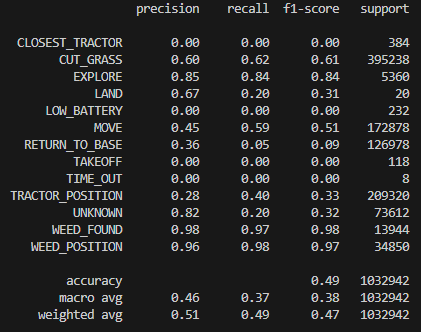 precision recall f1-score support
CLOSEST_TRACTOR 0.00 0.00 0.00 384
CUT_GRASS 0.60 0.62 0.61 395238
EXPLORE 0.85 0.84 0.84 5360
LAND 0.67 0.20 0.31 20
LOW_BATTERY 0.00 0.00 0.00 232
MOVE 0.45 0.59 0.51 172878
RETURN_TO_BASE 0.36 0.05 0.09 126978
TAKEOFF 0.00 0.00 0.00 118
TIME_OUT 0.00 0.00 0.00 8
TRACTOR_POSITION 0.28 0.40 0.33 209320
UNKNOWN 0.82 0.20 0.32 73612
WEED_FOUND 0.98 0.97 0.98 13944
WEED_POSITION 0.96 0.98 0.97 34850
accuracy 0.49 1032942
macro avg 0.46 0.37 0.38 1032942
weighted avg 0.51 0.49 0.47 1032942